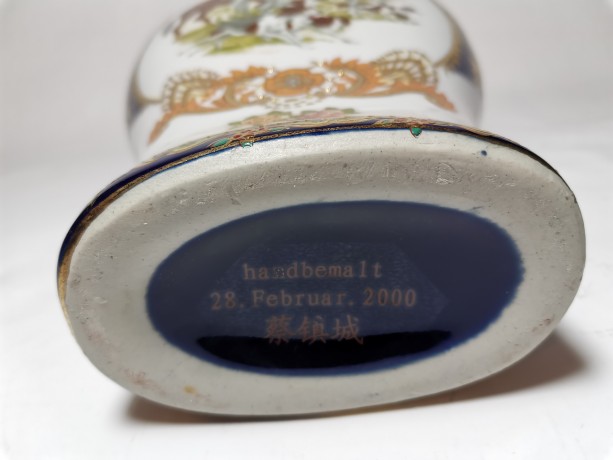 handbemalt
28. Februar. 2000
蔡镇城